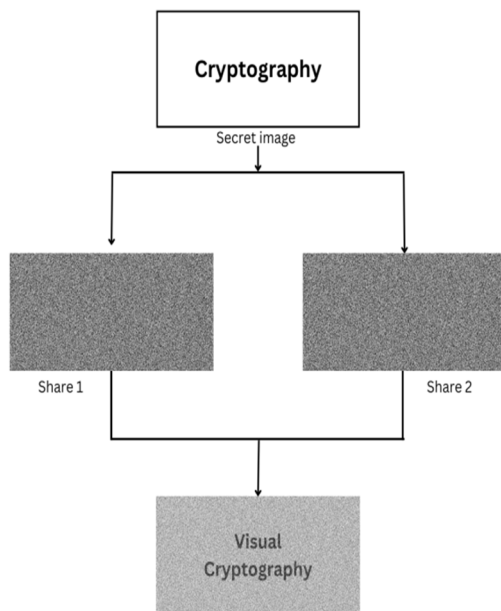 Cryptography
Secret image
Share 1
Share 2
Visual
Cryptography